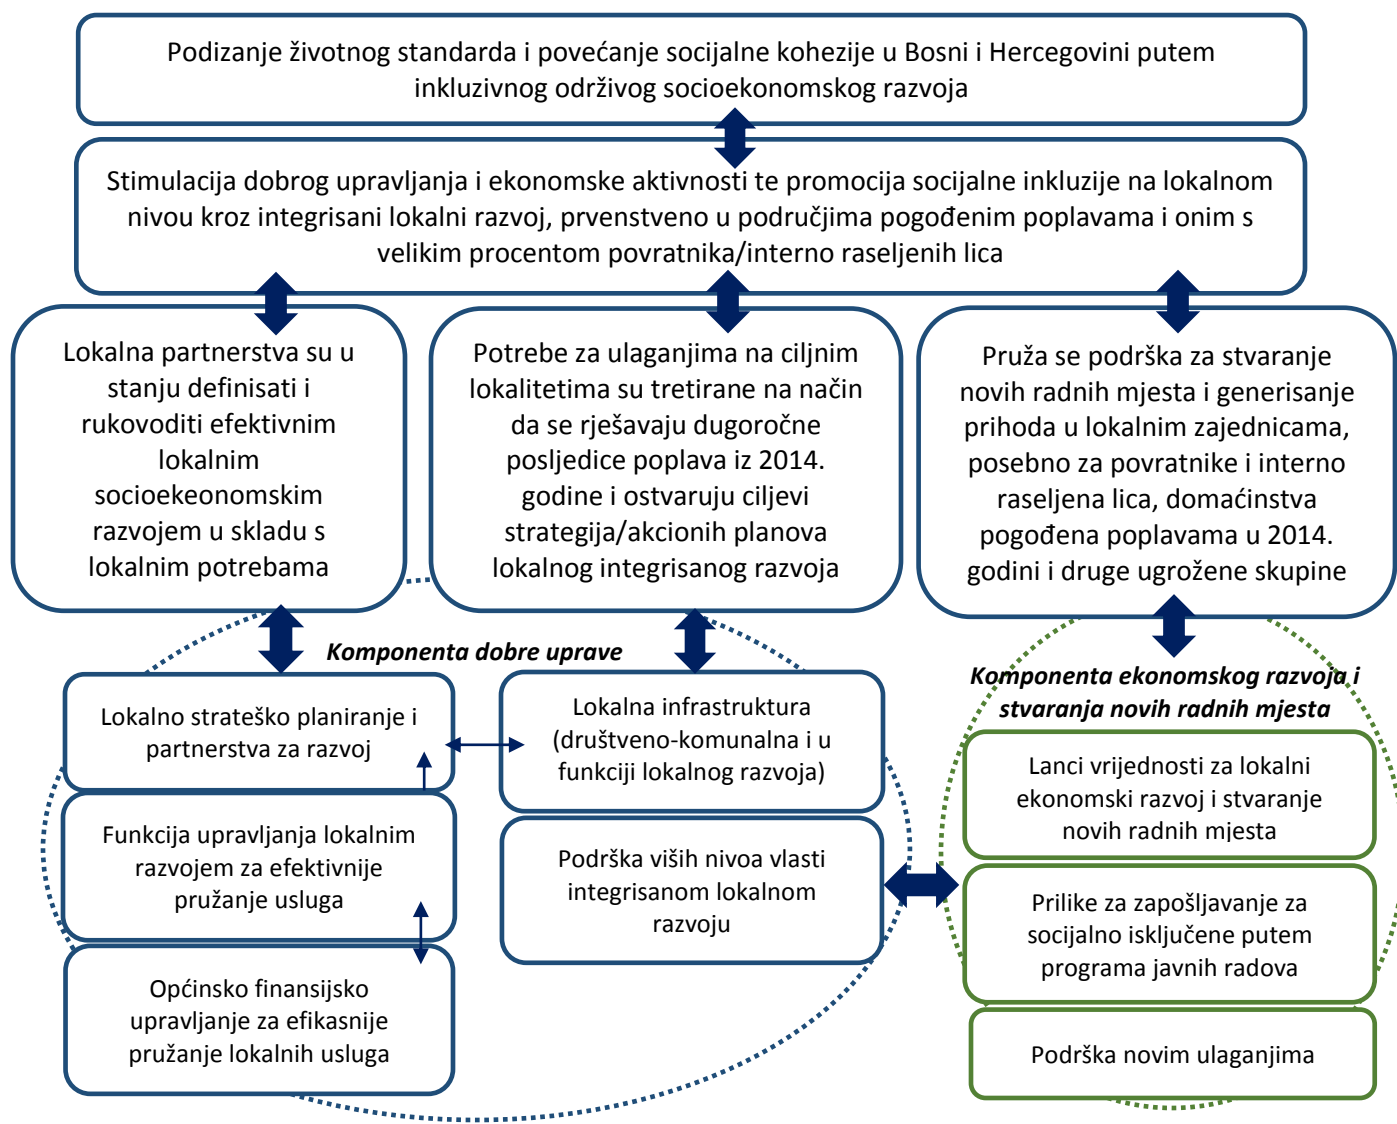 Podizanje životnog standarda i povećanje socijalne kohezije u Bosni i Hercegovini putem
inkluzivnog održivog socioekonomskog razvoja
Stimulacija dobrog upravljanja i ekonomske aktivnosti te promocija socijalne inkluzije na lokalnom
nivou kroz integrisani lokalni razvoj, prvenstveno u područjima pogođenim poplavama i onim s
velikim procentom povratnika/interno raseljenih lica
Lokalna partnerstva su u
stanju definisati i
rukovoditi efektivnim
lokalnim
socioekeonomskim
razvojem u skladu s
lokalnim potrebama
Potrebe za ulaganjima na ciljnim
lokalitetima su tretirane na način
da se rješavaju dugoročne
posljedice poplava iz 2014.
godine i ostvaruju ciljevi
strategija/akcionih planova
lokalnog integrisanog razvoja
Pruža se podrška za stvaranje
novih radnih mjesta i generisanje
prihoda u lokalnim zajednicama,
posebno za povratnike i interno
raseljena lica, domaćinstva
pogođena poplavama u 2014.
godini i druge ugrožene skupine
Komponenta dobre uprave
Lokalno strateško planiranje i
partnerstva za razvoj
Funkcija upravljanja lokalnim
razvojem za efektivnije
pružanje usluga
Općinsko finansijsko
upravljanje za efikasnije
pružanje lokalnih usluga
Lokalna infrastruktura
(društveno-komunalna i u
funkciji lokalnog razvoja)
Podrška viših nivoa vlasti
integrisanom lokalnom
razvoju
Komponenta ekonomskog razvoja i
stvaranja novih radnih mjesta
Lanci vrijednosti za lokalni
ekonomski razvoj i stvaranje
novih radnih mjesta
Prilike za zapošljavanje za
socijalno isključene putem
programa javnih radova
Podrška novim ulaganjima